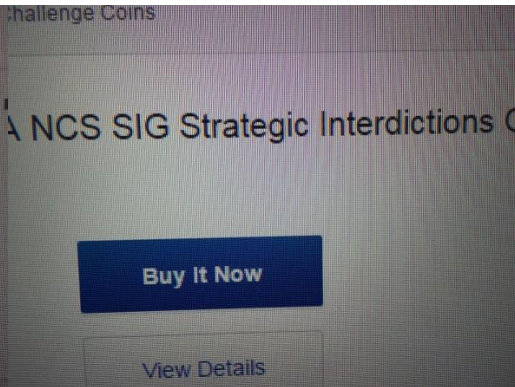 hallenge Coins
NCS SIG Strategic Interdictions
Buy It Now
View Details